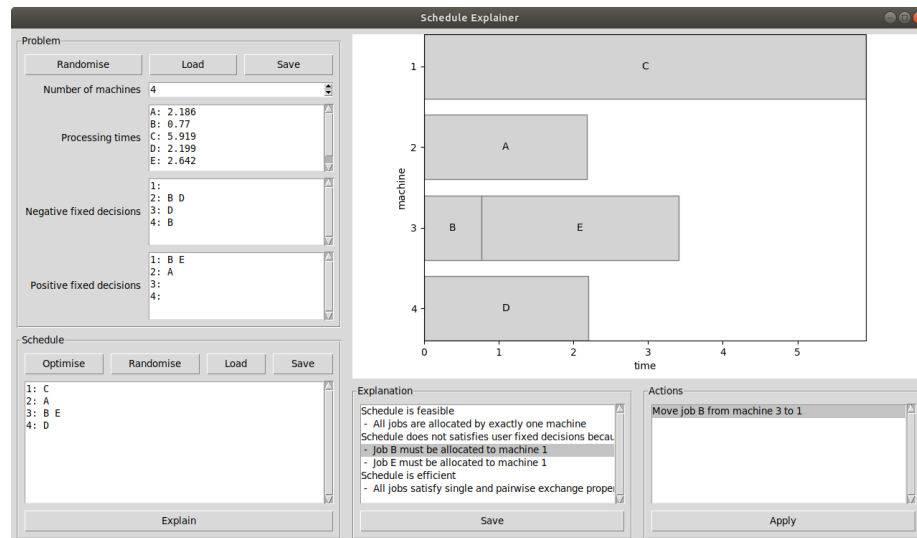 Schedule Explainer
Problem
Randomise Load Save
Number of machines 4
Processing times
A: 2.186
B: 0.77
C: 5.919
D: 2.199
E: 2.642
Negative fixed decisions
1:
2: B D
3: D
4: B
Positive fixed decisions
1: B E
2: A
3:
4:
Schedule
Optimise Randomise Load Save
1: C
2: A
3: B E
4: D
Explain
machine
1 C
2 A
3 B E
4 D
0 1 2 3 4 5
time
Explanation
Schedule is feasible
- All jobs are allocated by exactly one machine
Schedule does not satisfies user fixed decisions becau
- Job B must be allocated to machine 1
- Job E must be allocated to machine 1
Schedule is efficient
- All jobs satisfy single and pairwise exchange proper
Save
Actions
Move job B from machine 3 to 1
Apply